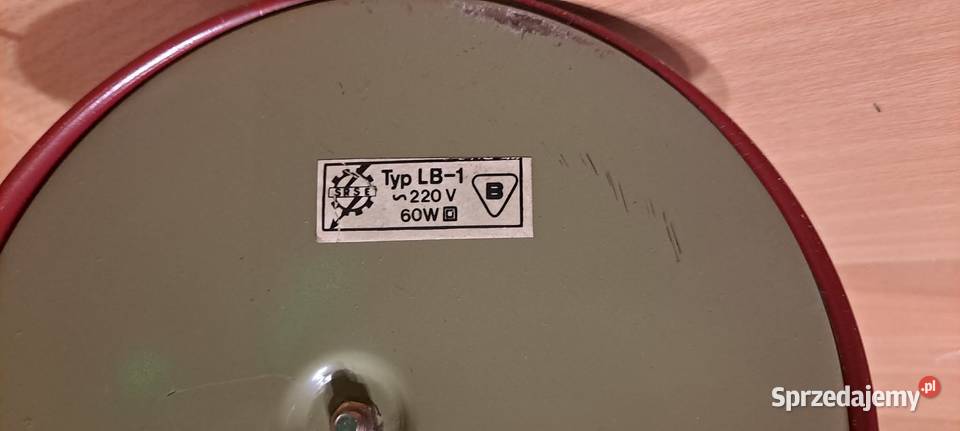 SRSE
Typ LB-1
~220 V
60W
B
Sprzedajemy.pl